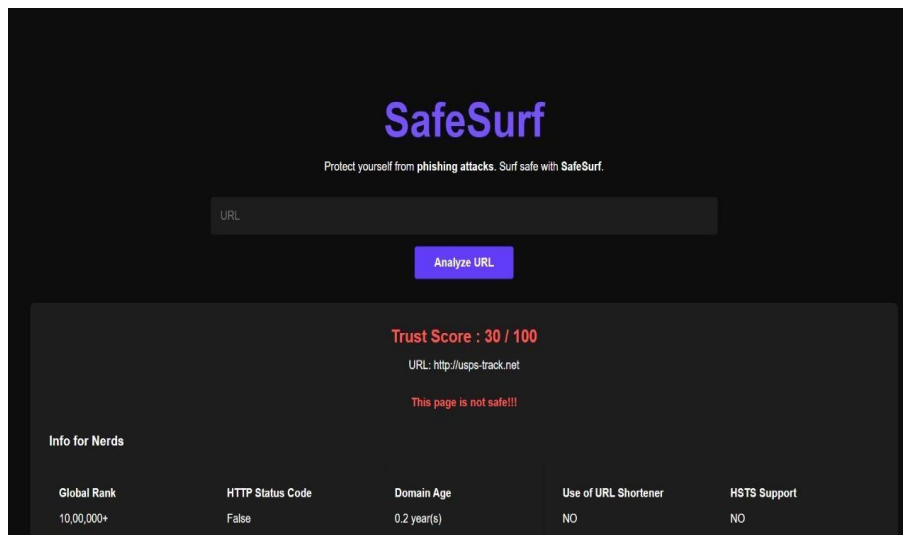 SafeSurf
Protect yourself from phishing attacks. Surf safe with SafeSurf.
URL
Analyze URL
Trust Score : 30 / 100
URL: http://usps-track.net
This page is not safe!!!
Info for Nerds
Global Rank HTTP Status Code Domain Age Use of URL Shortener HSTS Support
10,00,000+ False 0.2 year(s) NO NO